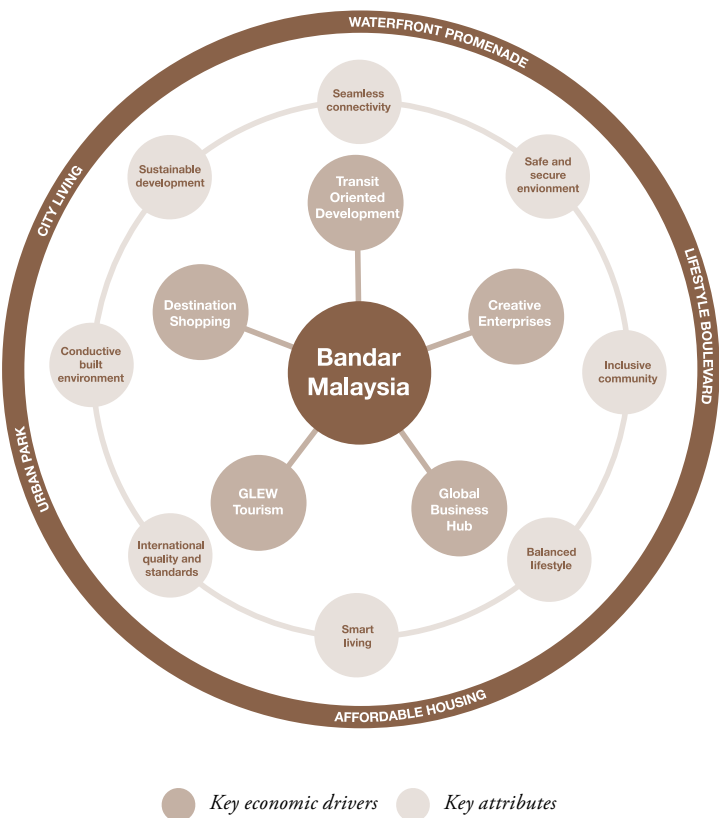 WATERFRONT PROMENADE
Seamless
connectivity
Sustainable
development
Safe and
secure
envionment
Transit
Oriented
Development
CITY LIVING
LIFESTYLE BOULEVARD
Destination
Shopping
Creative
Enterprises
Bandar
Malaysia
Conductive
built
environment
Inclusive
community
URBAN PARK
GLEW
Tourism
Global
Business
Hub
International
quality and
standards
Balanced
lifestyle
Smart
living
AFFORDABLE HOUSING
Key economic drivers
Key attributes